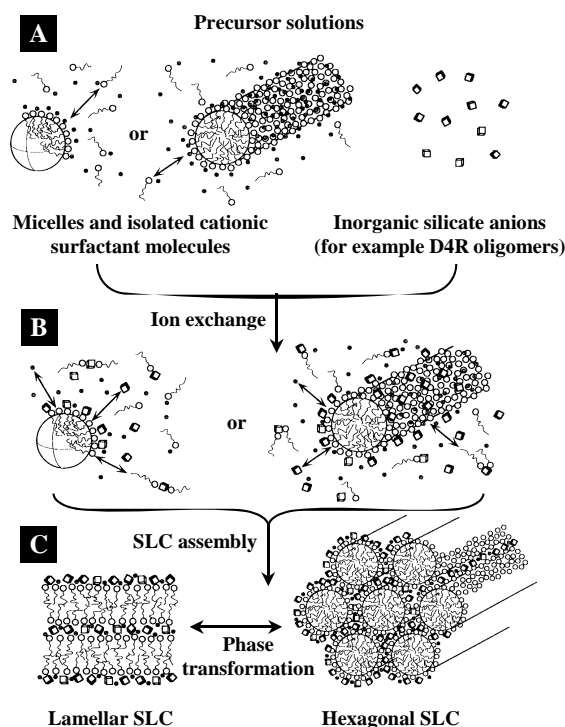 A
Precursor solutions
or
Micelles and isolated cationic
surfactant molecules
Inorganic silicate anions
(for example D4R oligomers)
B
Ion exchange
or
C
SLC assembly
Phase
transformation
Lamellar SLC
Hexagonal SLC